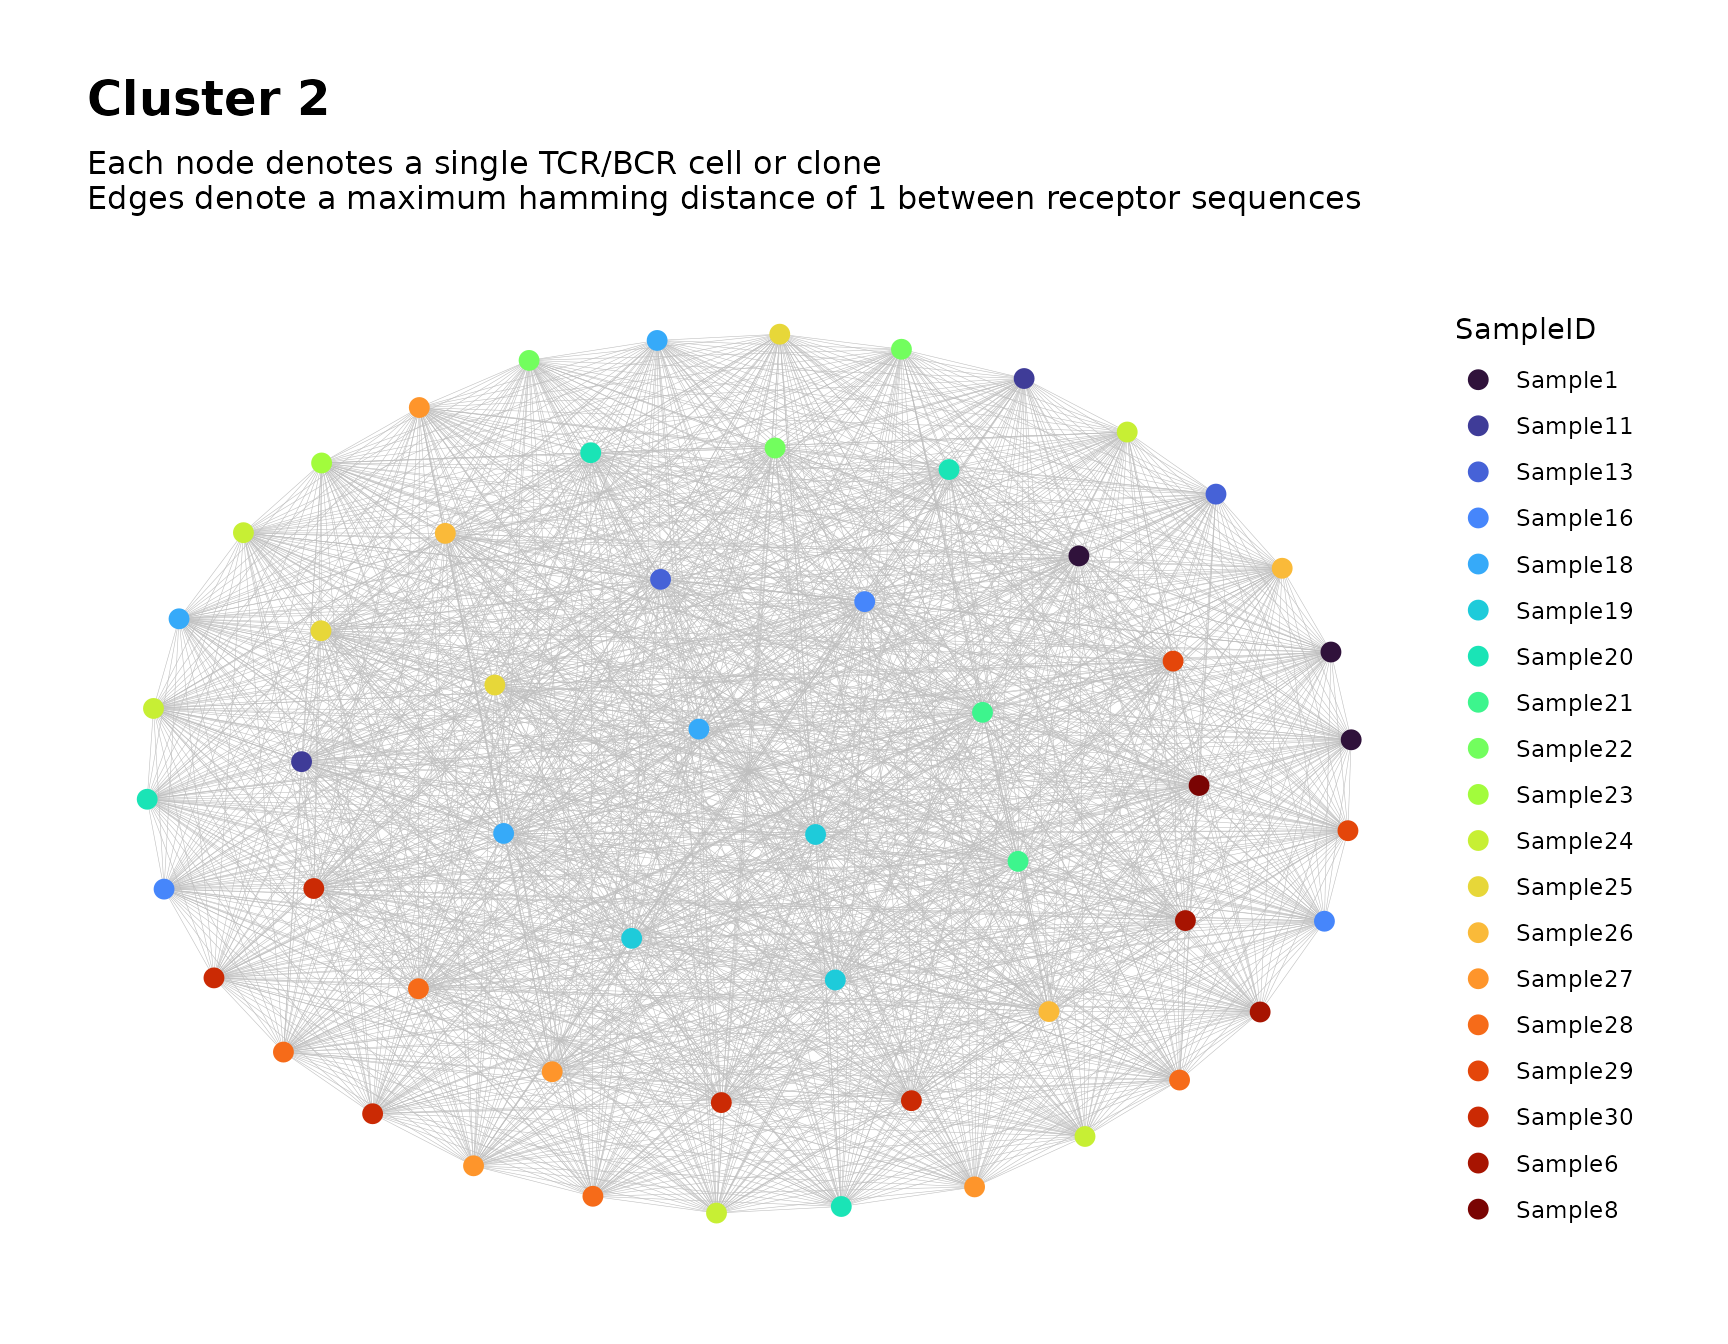 Cluster 2
Each node denotes a single TCR/BCR cell or clone
Edges denote a maximum hamming distance of 1 between receptor sequences
SampleID
Sample1
Sample11
Sample13
Sample16
Sample18
Sample19
Sample20
Sample21
Sample22
Sample23
Sample24
Sample25
Sample26
Sample27
Sample28
Sample29
Sample30
Sample6
Sample8